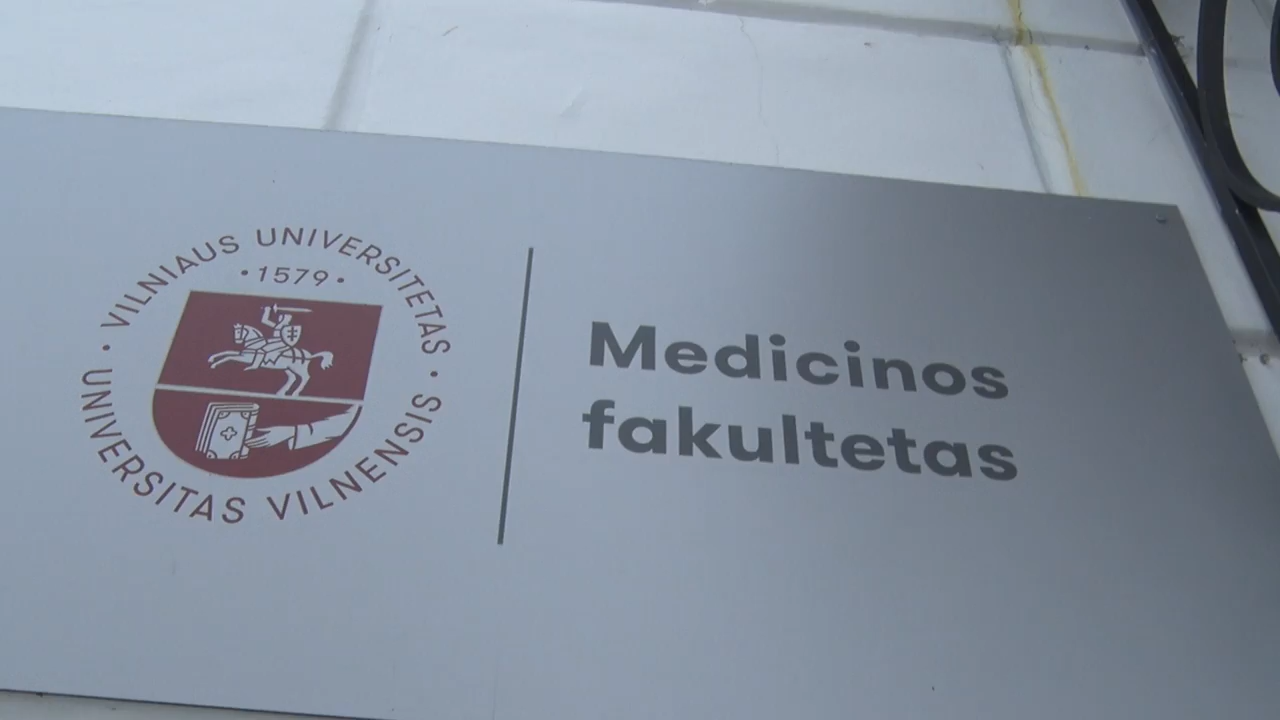 VILNIAUS UNIVERSITETAS
· 1579 ·
· UNIVERSITAS VILNENSIS ·
Medicinos
fakultetas